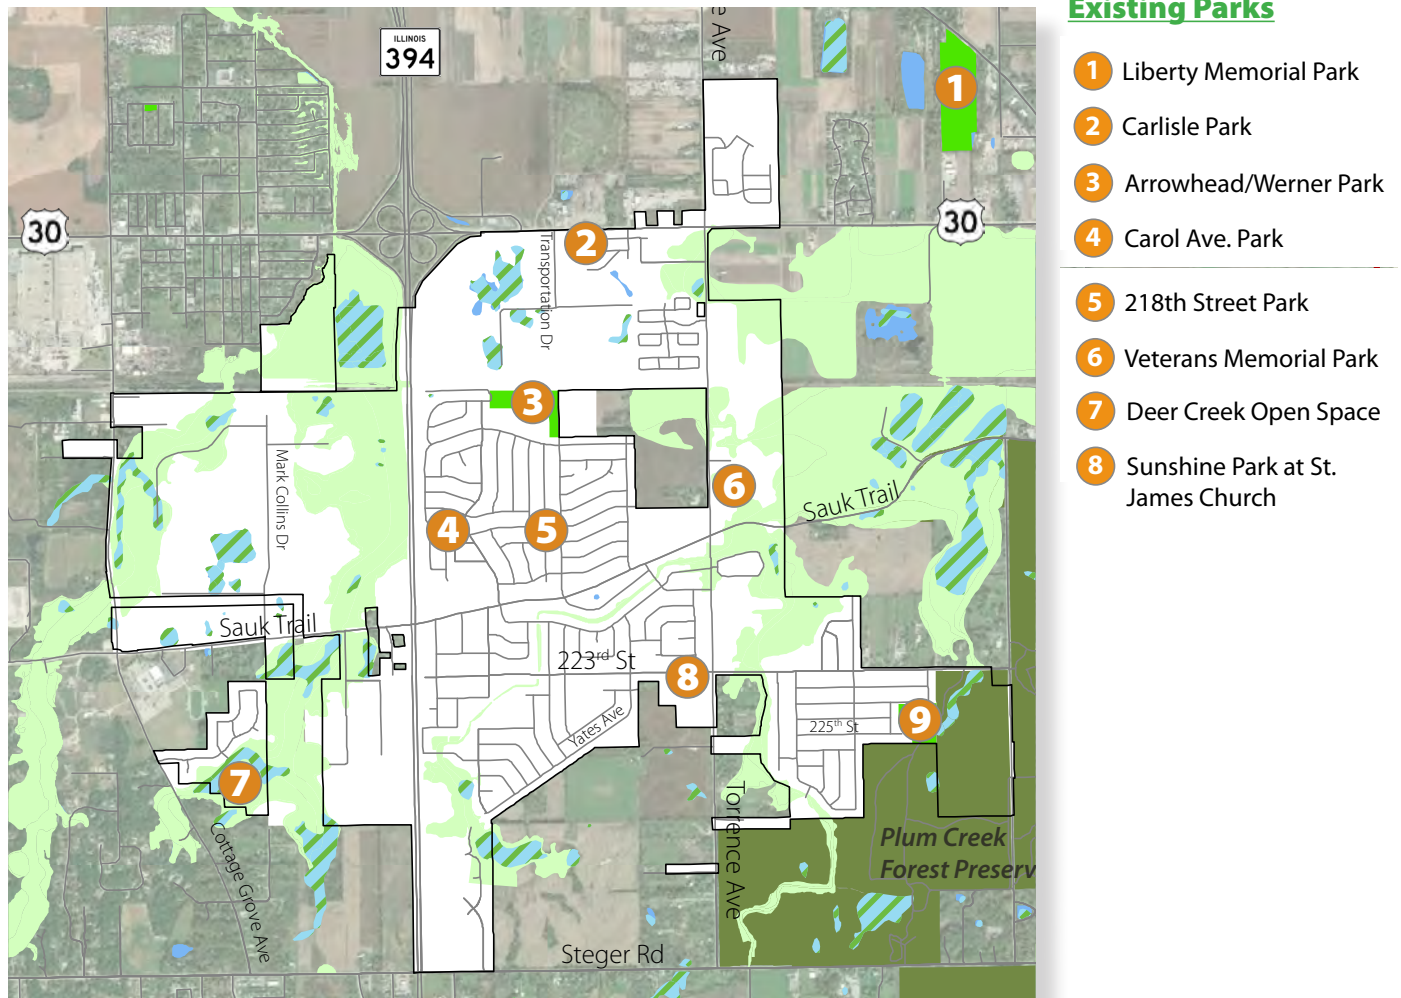 Existing Parks
1 Liberty Memorial Park
2 Carlisle Park
3 Arrowhead/Werner Park
4 Carol Ave. Park
5 218th Street Park
6 Veterans Memorial Park
7 Deer Creek Open Space
8 Sunshine Park at St.
James Church
e Ave
ILLINOIS
394
1
30
30
2
Transportation Dr
3
Mark Collins Dr
6
Sauk Trail
4
5
Sauk Trail
223rd St
8
9
225th St
Yates Ave
7
Torrence Ave
Cottage Grove Ave
Plum Creek
Forest Preserv
Steger Rd